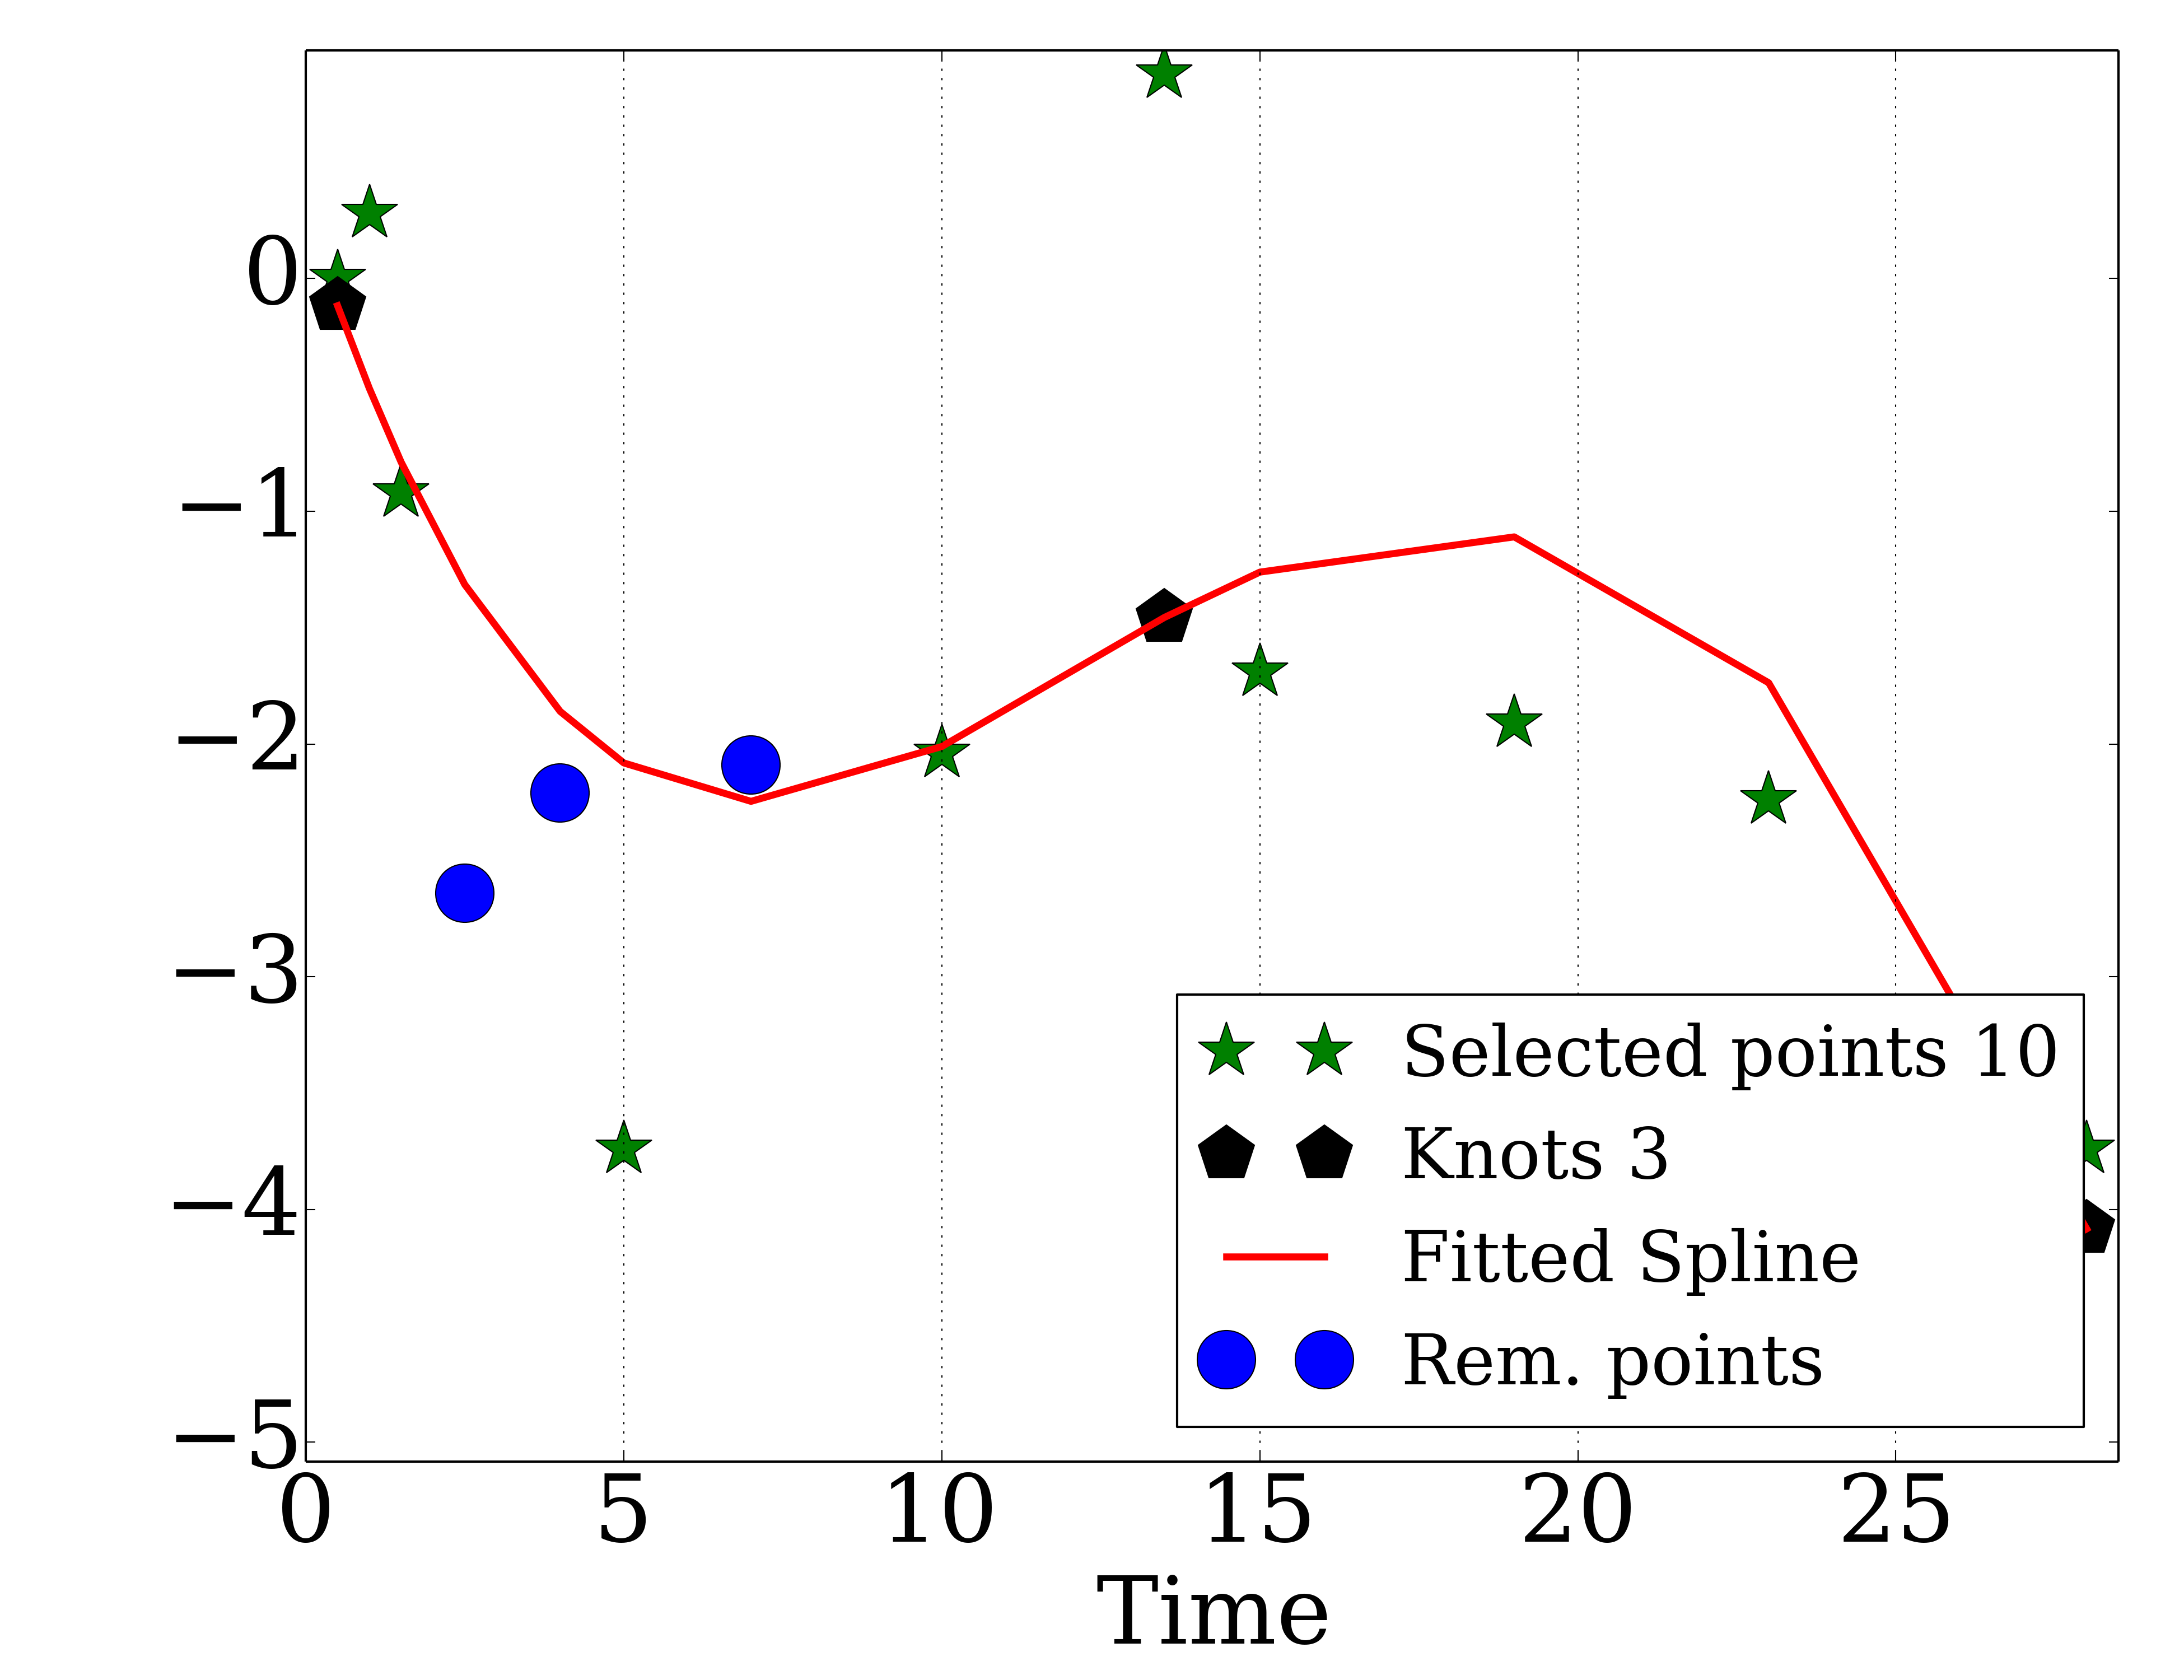 0
−1
−2
−3
−4
−5
0 5 10 15 20 25
Time
Selected points 10
Knots 3
Fitted Spline
Rem. points